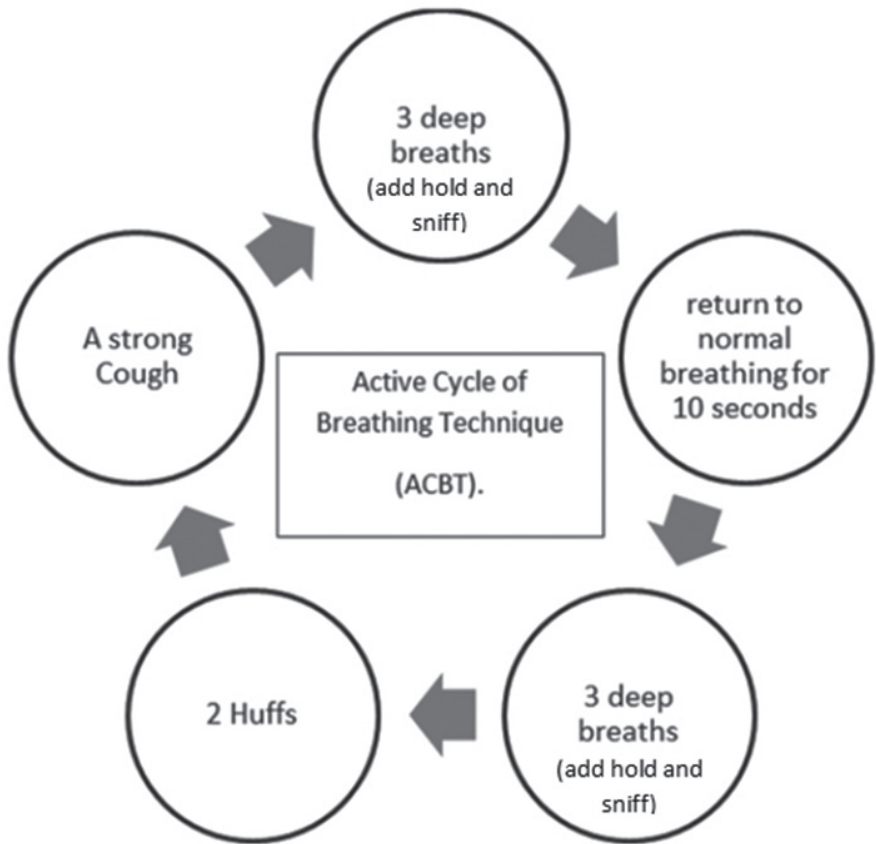 3 deep
breaths
(add hold and
sniff)
return to
normal
breathing for
10 seconds
3 deep
breaths
(add hold and
sniff)
2 Huffs
A strong
Cough
Active Cycle of
Breathing Technique
(ACBT).